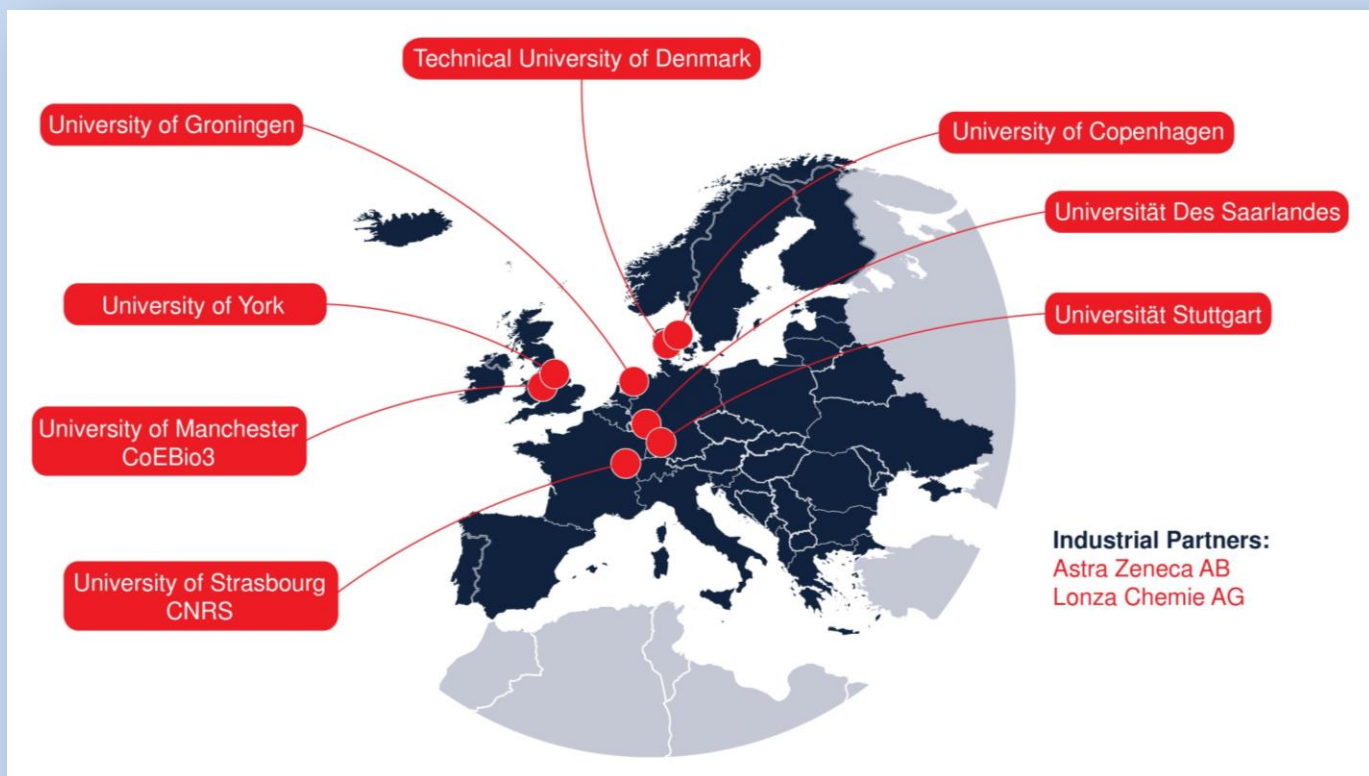 Technical University of Denmark
University of Groningen
University of Copenhagen
Universität Des Saarlandes
University of York
Universität Stuttgart
University of Manchester
CoEBio3
University of Strasbourg
CNRS
Industrial Partners:
Astra Zeneca AB
Lonza Chemie AG